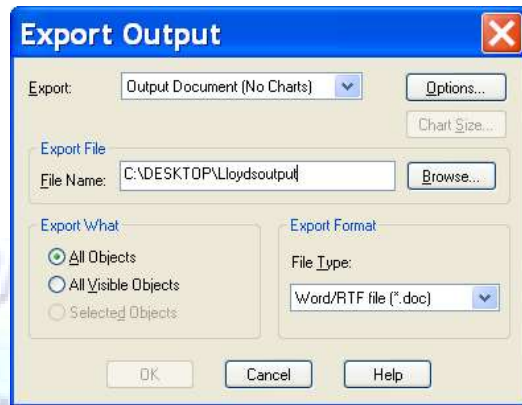 Export Output
Export: Output Document (No Charts) Options...
Chart Size...
Export File
File Name: C:\DESKTOP\Lloydsoutput Browse...
Export What
All Objects
All Visible Objects
Selected Objects
Export Format
File Type:
Word/RTF file (*.doc)
OK Cancel Help